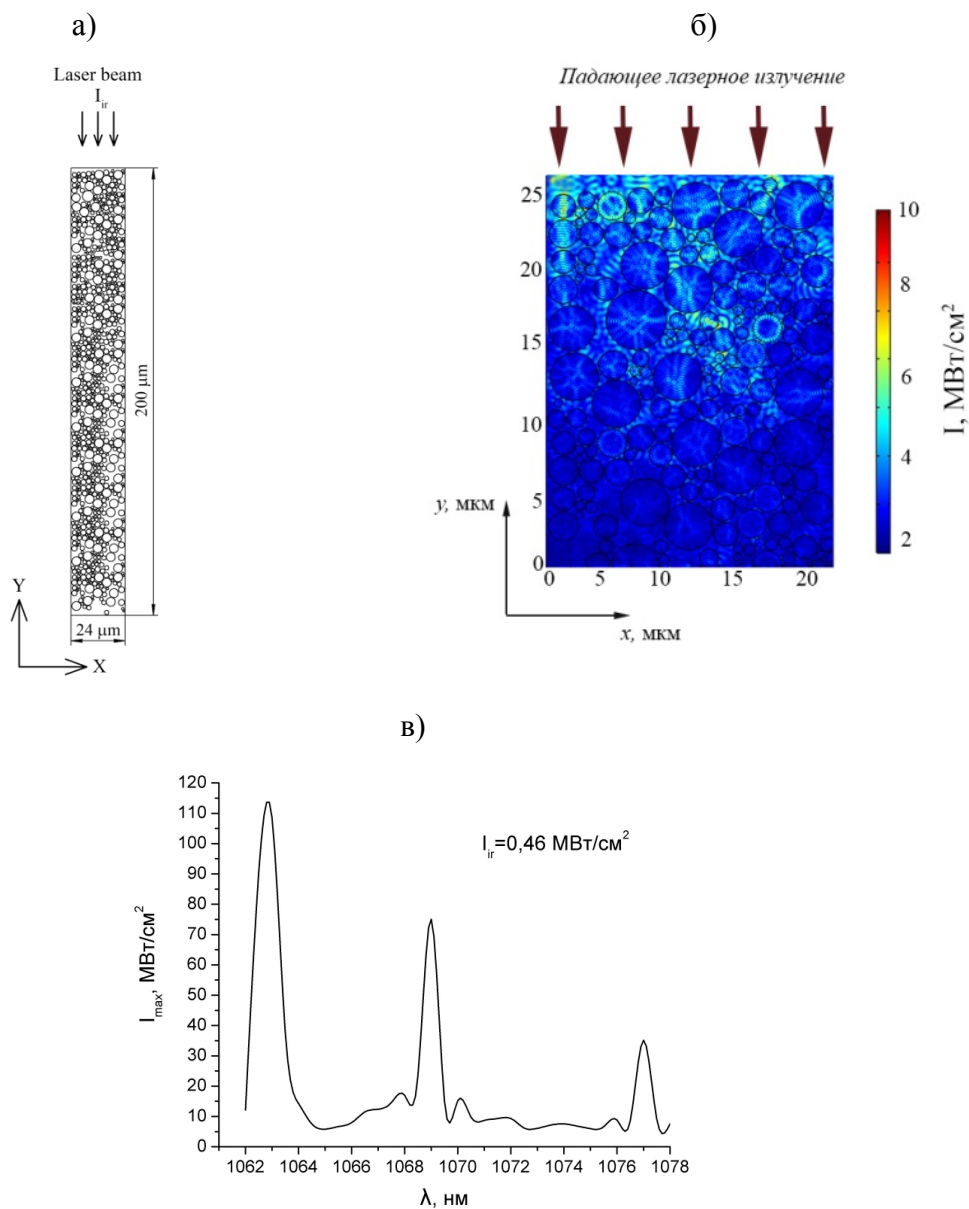 а)
Laser beam
I_ir
200 µm
24 µm
Y
X
б)
Падающее лазерное излучение
25
20
15
10
5
0
0 5 10 15 20
y, мкм
x, мкм
10
8
6
4
2
I, МВт/см²
в)
120
110
100
90
80
70
60
50
40
30
20
10
0
I_max, МВт/см²
I_ir=0,46 МВт/см²
1062 1064 1066 1068 1070 1072 1074 1076 1078
λ, нм